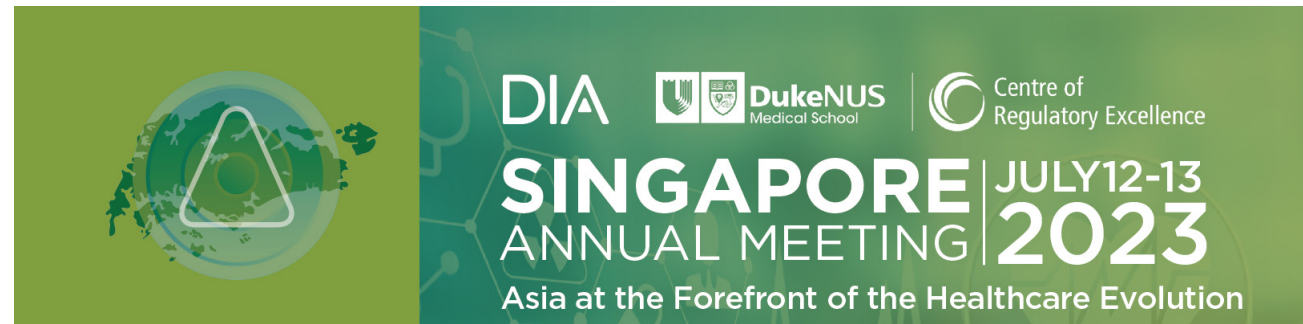 DIA
DukeNUS
Medical School
Centre of
Regulatory Excellence
SINGAPORE
ANNUAL MEETING
JULY12-13
2023
Asia at the Forefront of the Healthcare Evolution